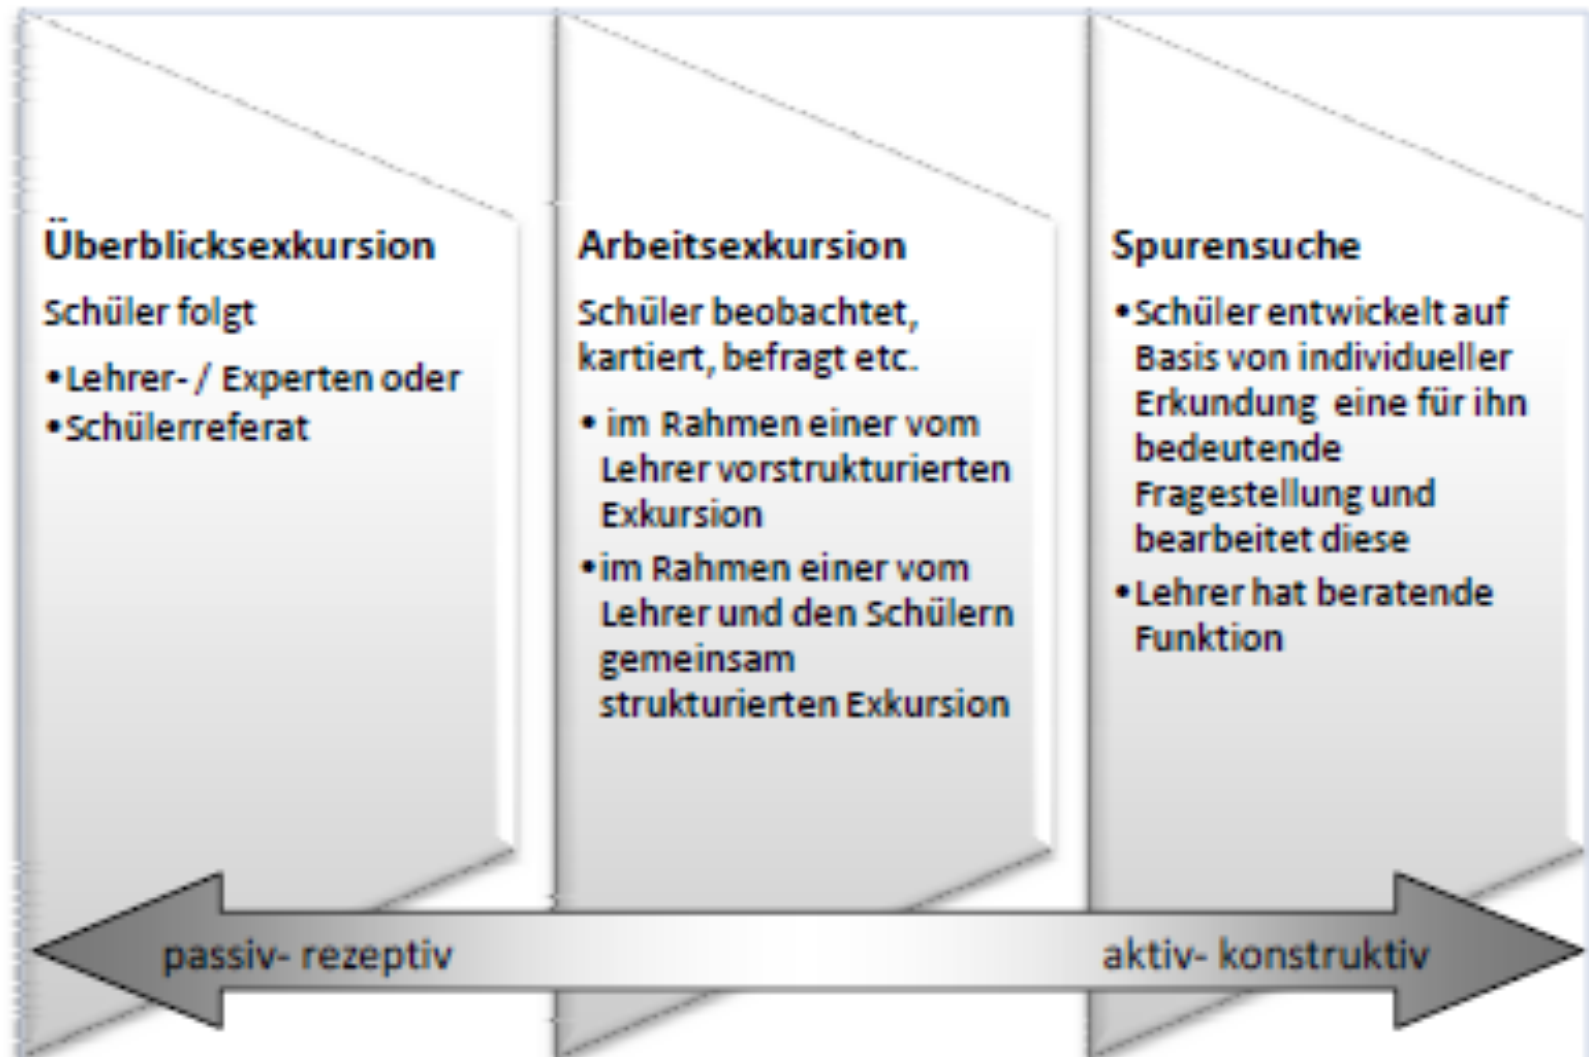 Überblicksexkursion
Schüler folgt
•Lehrer- / Experten oder
•Schülerreferat
Arbeitsexkursion
Schüler beobachtet,
kartiert, befragt etc.
• im Rahmen einer vom
Lehrer vorstrukturierten
Exkursion
•im Rahmen einer vom
Lehrer und den Schülern
gemeinsam
strukturierten Exkursion
Spurensuche
•Schüler entwickelt auf
Basis von individueller
Erkundung eine für ihn
bedeutende
Fragestellung und
bearbeitet diese
•Lehrer hat beratende
Funktion
passiv- rezeptiv
aktiv- konstruktiv